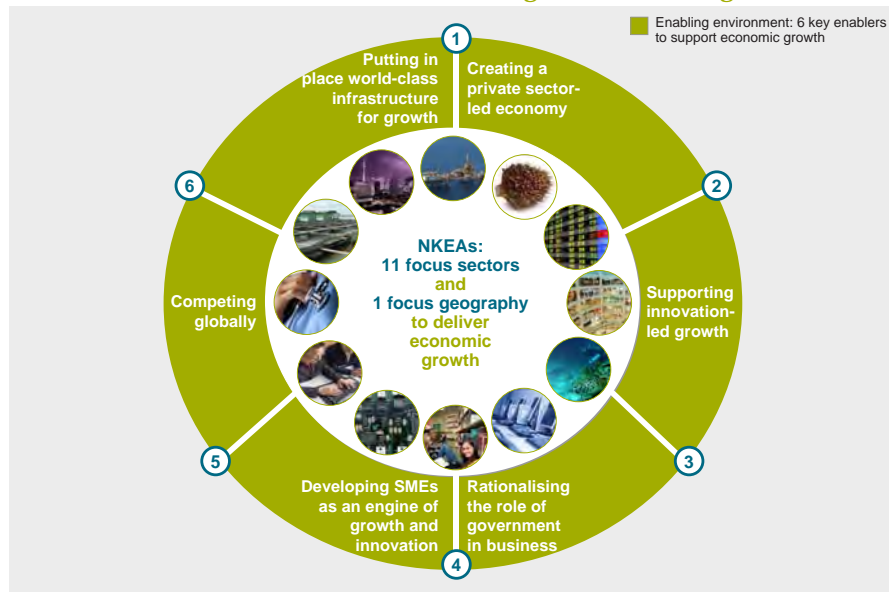 Enabling environment: 6 key enablers
to support economic growth
1
Creating a
private sector-
led economy
2
Supporting
innovation-
led growth
3
Rationalising
the role of
government
in business
4
Developing SMEs
as an engine of
growth and
innovation
5
Competing
globally
6
Putting in
place world-class
infrastructure
for growth
NKEAs:
11 focus sectors
and
1 focus geography
to deliver
economic
growth